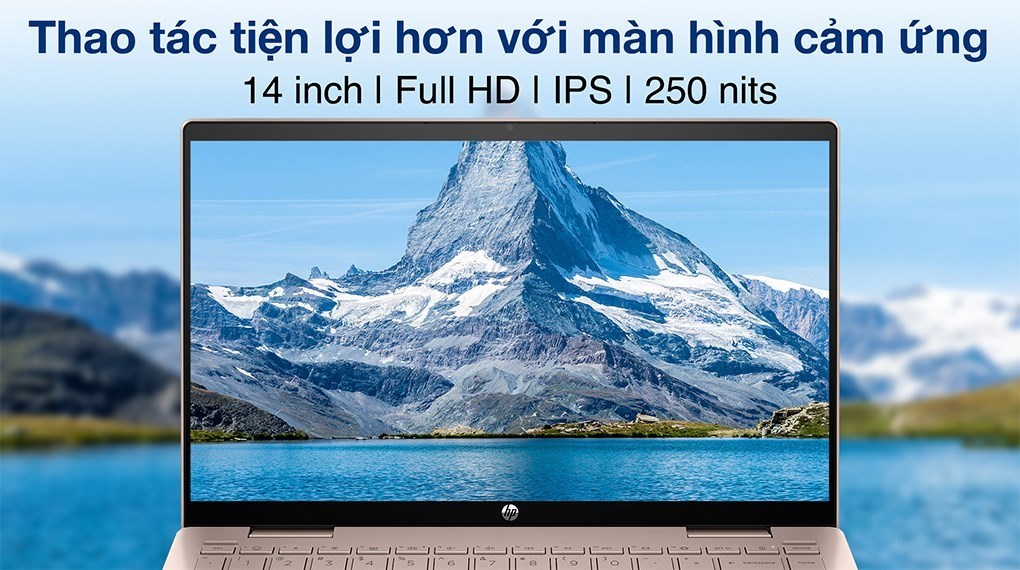 Thao tác tiện lợi hơn với màn hình cảm ứng
14 inch | Full HD | IPS | 250 nits
hp